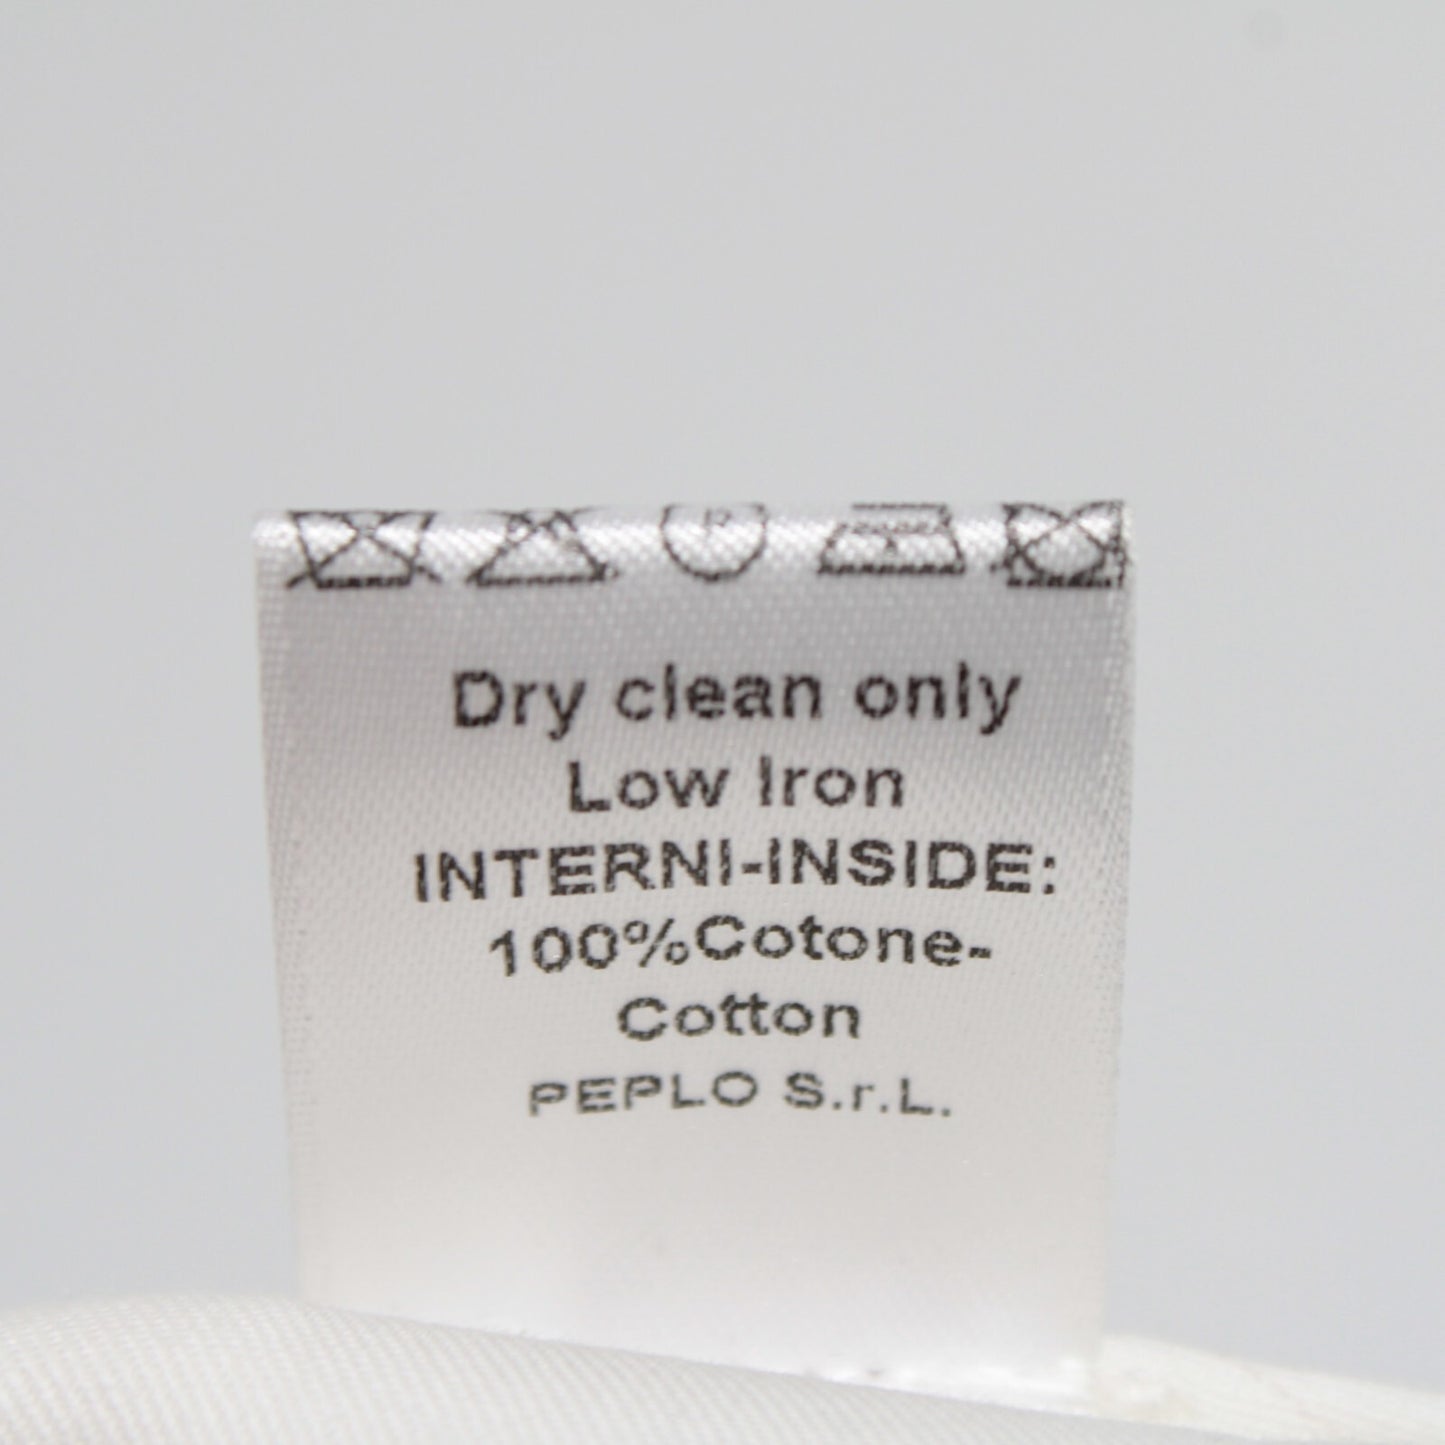 P
Dry clean only
Low Iron
INTERNI-INSIDE:
100%Cotone-
Cotton
PEPLO S.r.L.